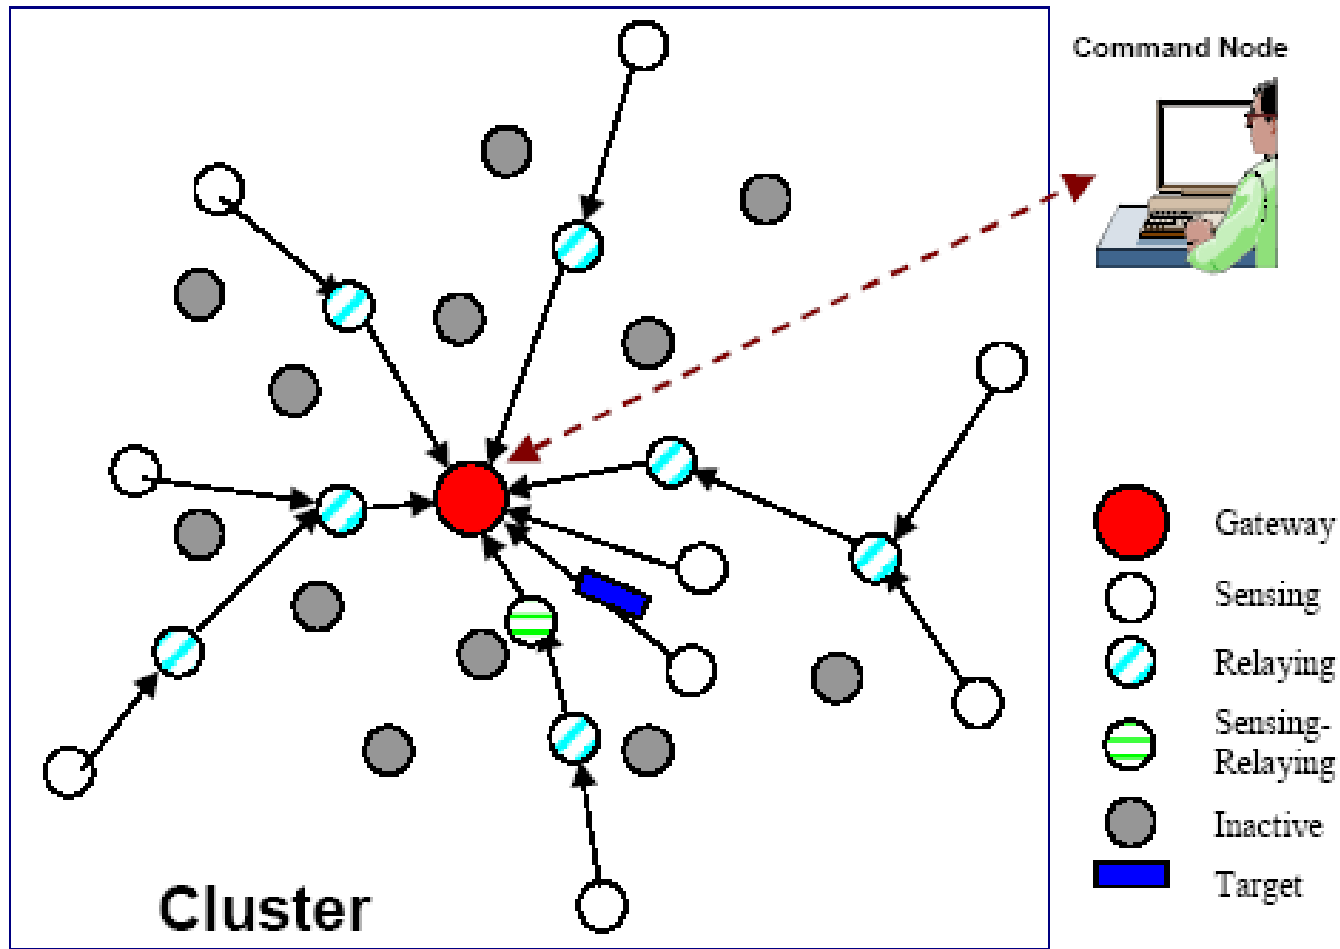 Command Node
Gateway
Sensing
Relaying
Sensing-
Relaying
Inactive
Target
Cluster